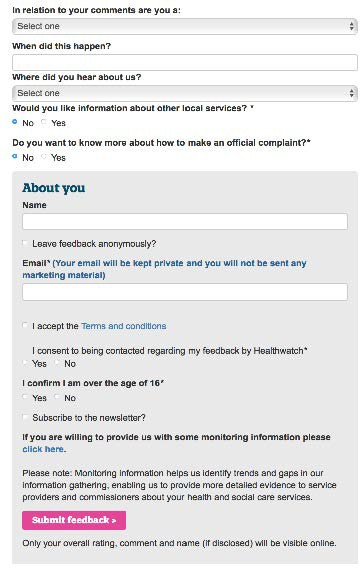 In relation to your comments are you a:
Select one
When did this happen?
Where did you hear about us?
Select one
Would you like information about other local services? *
No Yes
Do you want to know more about how to make an official complaint?*
No Yes
About you
Name
Leave feedback anonymously?
Email* (Your email will be kept private and you will not be sent any
marketing material)
I accept the Terms and conditions
I consent to being contacted regarding my feedback by Healthwatch*
Yes No
I confirm I am over the age of 16*
Yes No
Subscribe to the newsletter?
If you are willing to provide us with some monitoring information please
click here.
Please note: Monitoring information helps us identify trends and gaps in our
information gathering, enabling us to provide more detailed evidence to service
providers and commissioners about your health and social care services.
Submit feedback »
Only your overall rating, comment and name (if disclosed) will be visible online.